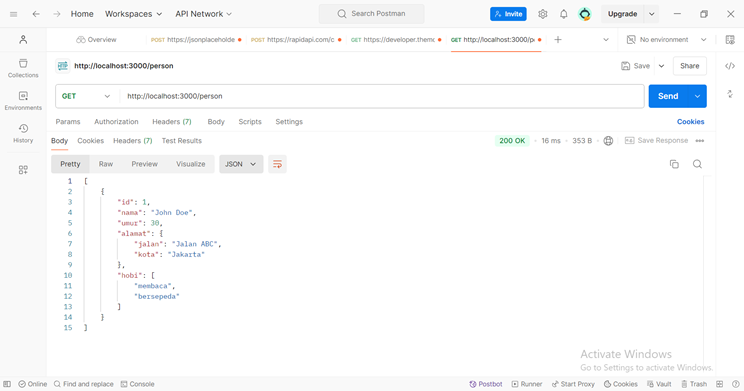 Home Workspaces API Network Search Postman Invite Upgrade
Overview POST https://jsonplaceholde POST https://rapidapi.com/c GET https://developer.themo GET http://localhost:3000/pe No environment
http://localhost:3000/person Save Share
GET http://localhost:3000/person Send
Params Authorization Headers (7) Body Scripts Settings Cookies
Body Cookies Headers (7) Test Results 200 OK 16 ms 353 B Save Response
Pretty Raw Preview Visualize JSON
Collections
Environments
History
1 [
2 {
3 "id": 1,
4 "nama": "John Doe",
5 "umur": 30,
6 "alamat": {
7 "jalan": "Jalan ABC",
8 "kota": "Jakarta"
9 },
10 "hobi": [
11 "membaca",
12 "bersepeda"
13 ]
14 }
15 ]
Activate Windows
Go to Settings to activate Windows.
Online Find and replace Console Postbot Runner Start Proxy Cookies Vault Trash